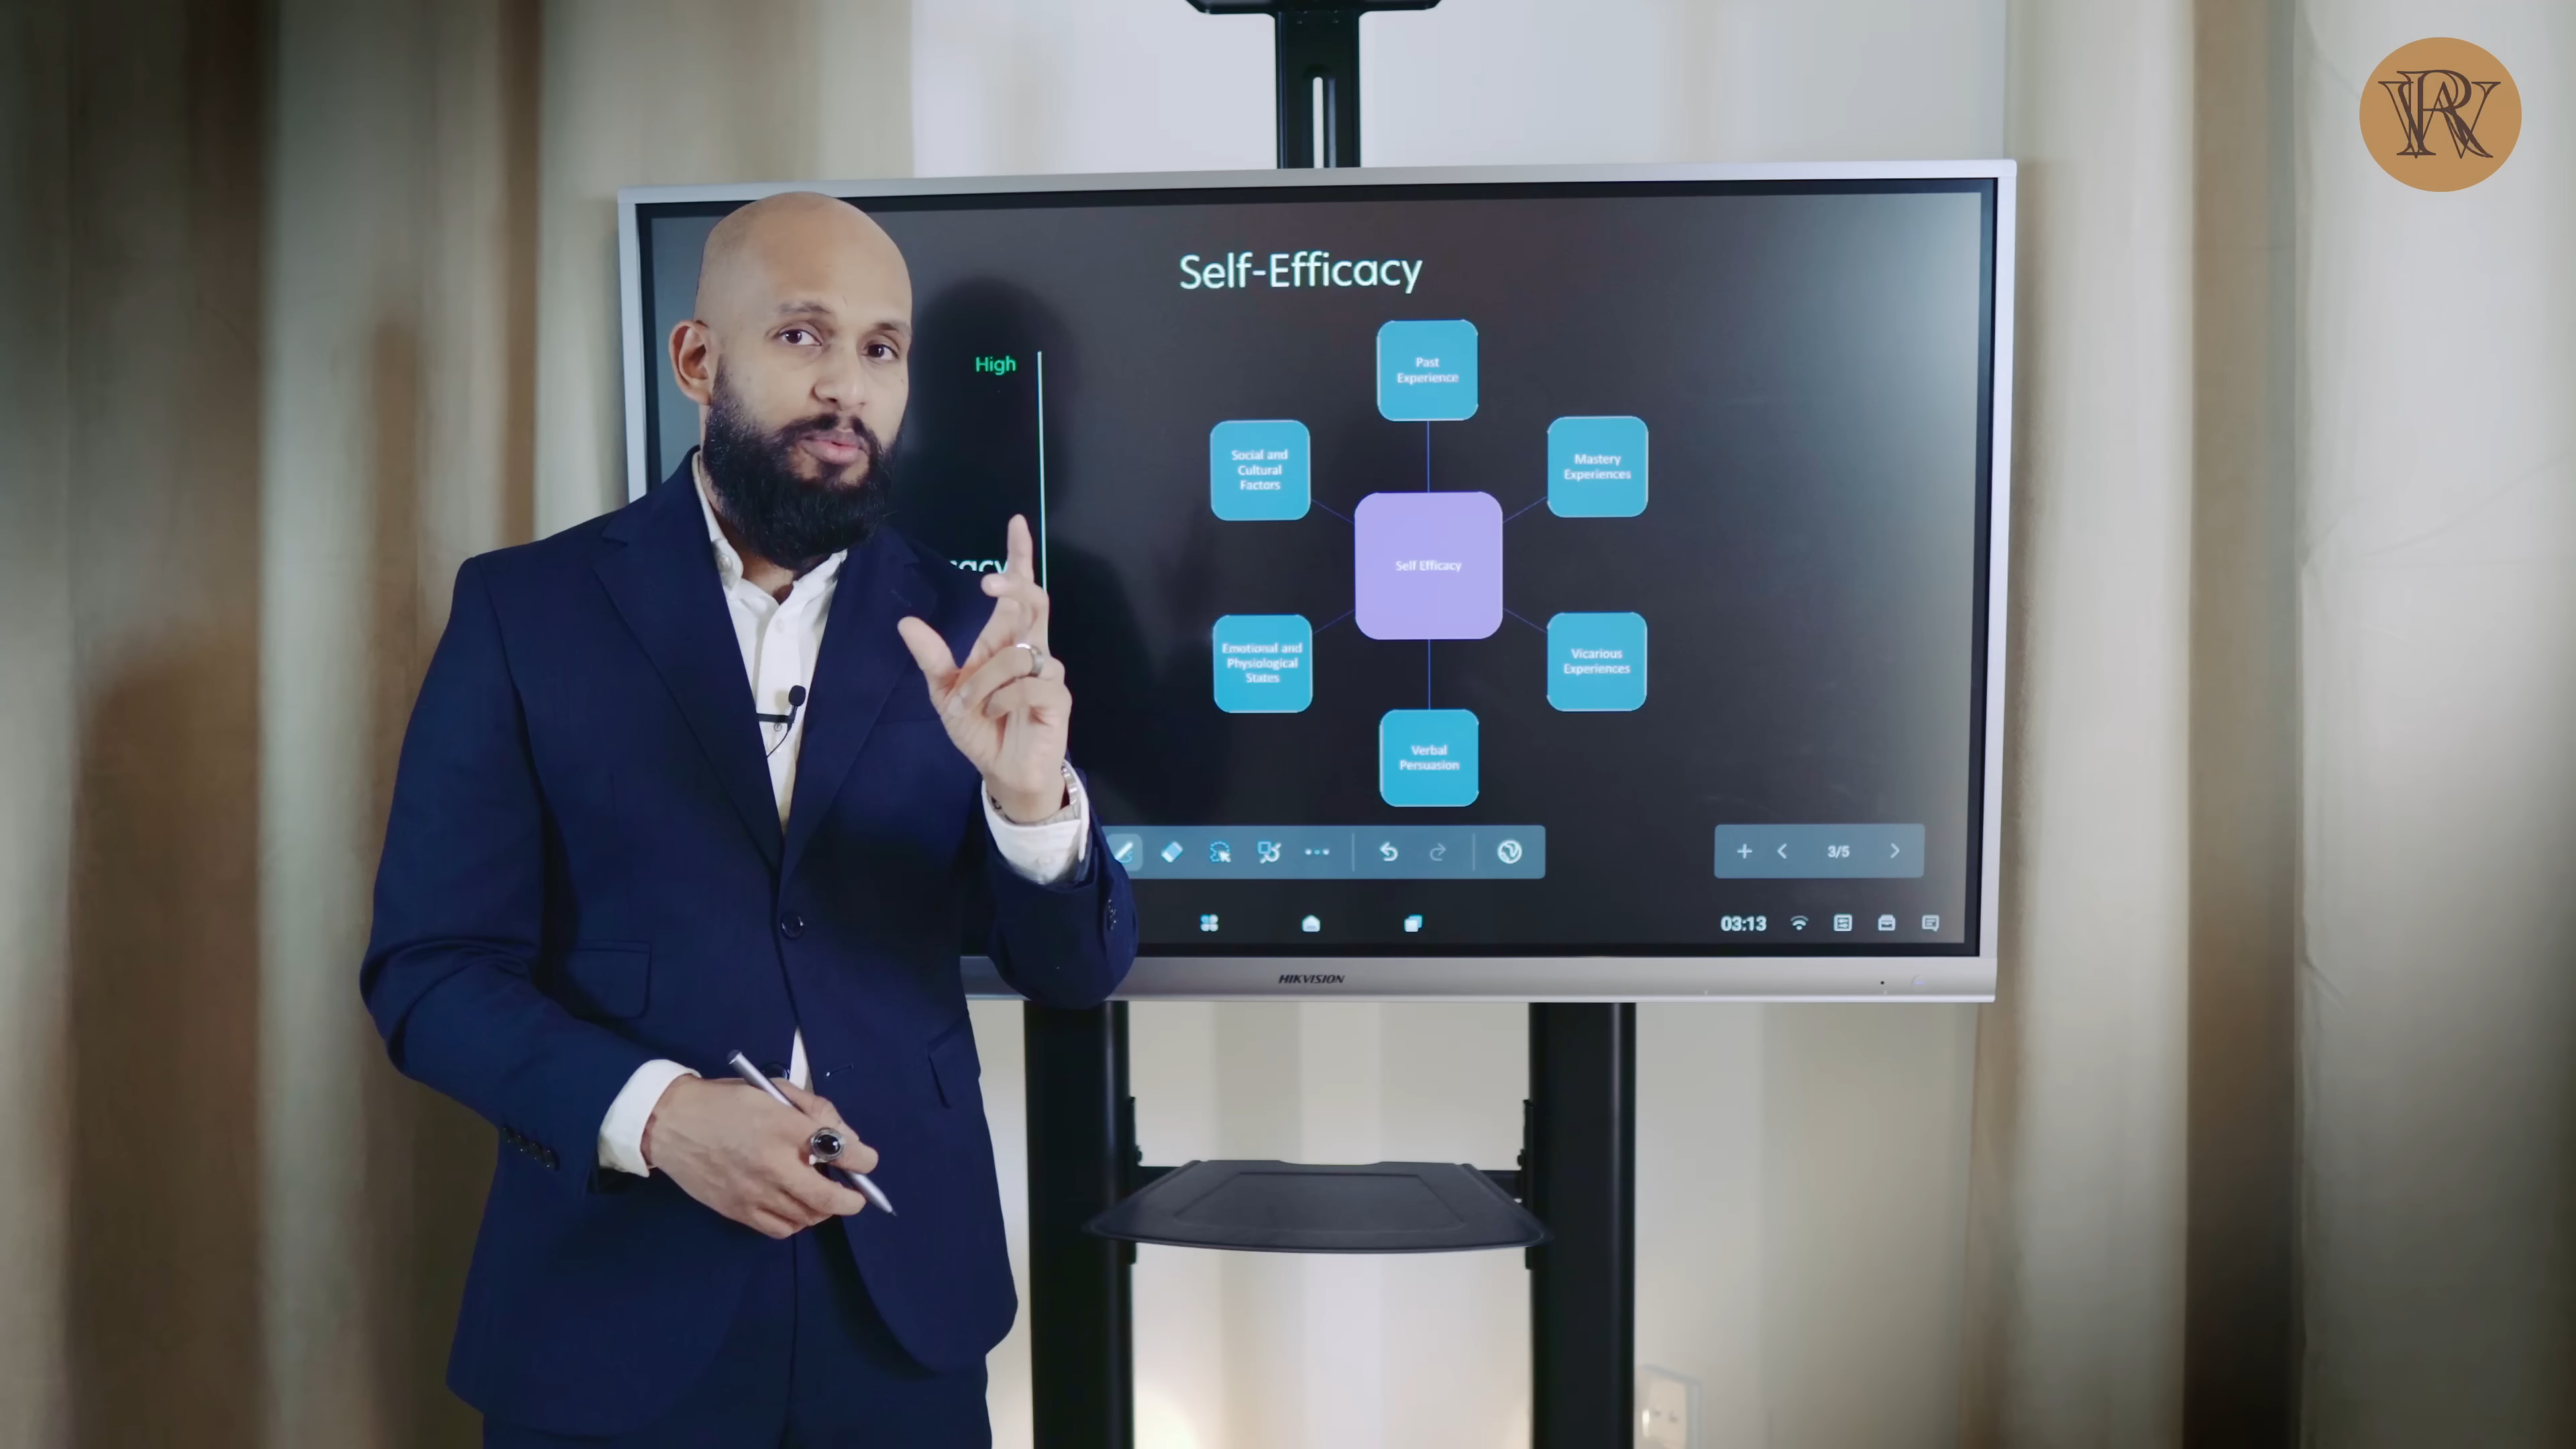 Self-Efficacy
High
acy
Past
Experience
Social and
Cultural
Factors
Mastery
Experiences
Self Efficacy
Emotional and
Physiological
States
Vicarious
Experiences
Verbal
Persuasion
3/5
03:13
HIKVISION